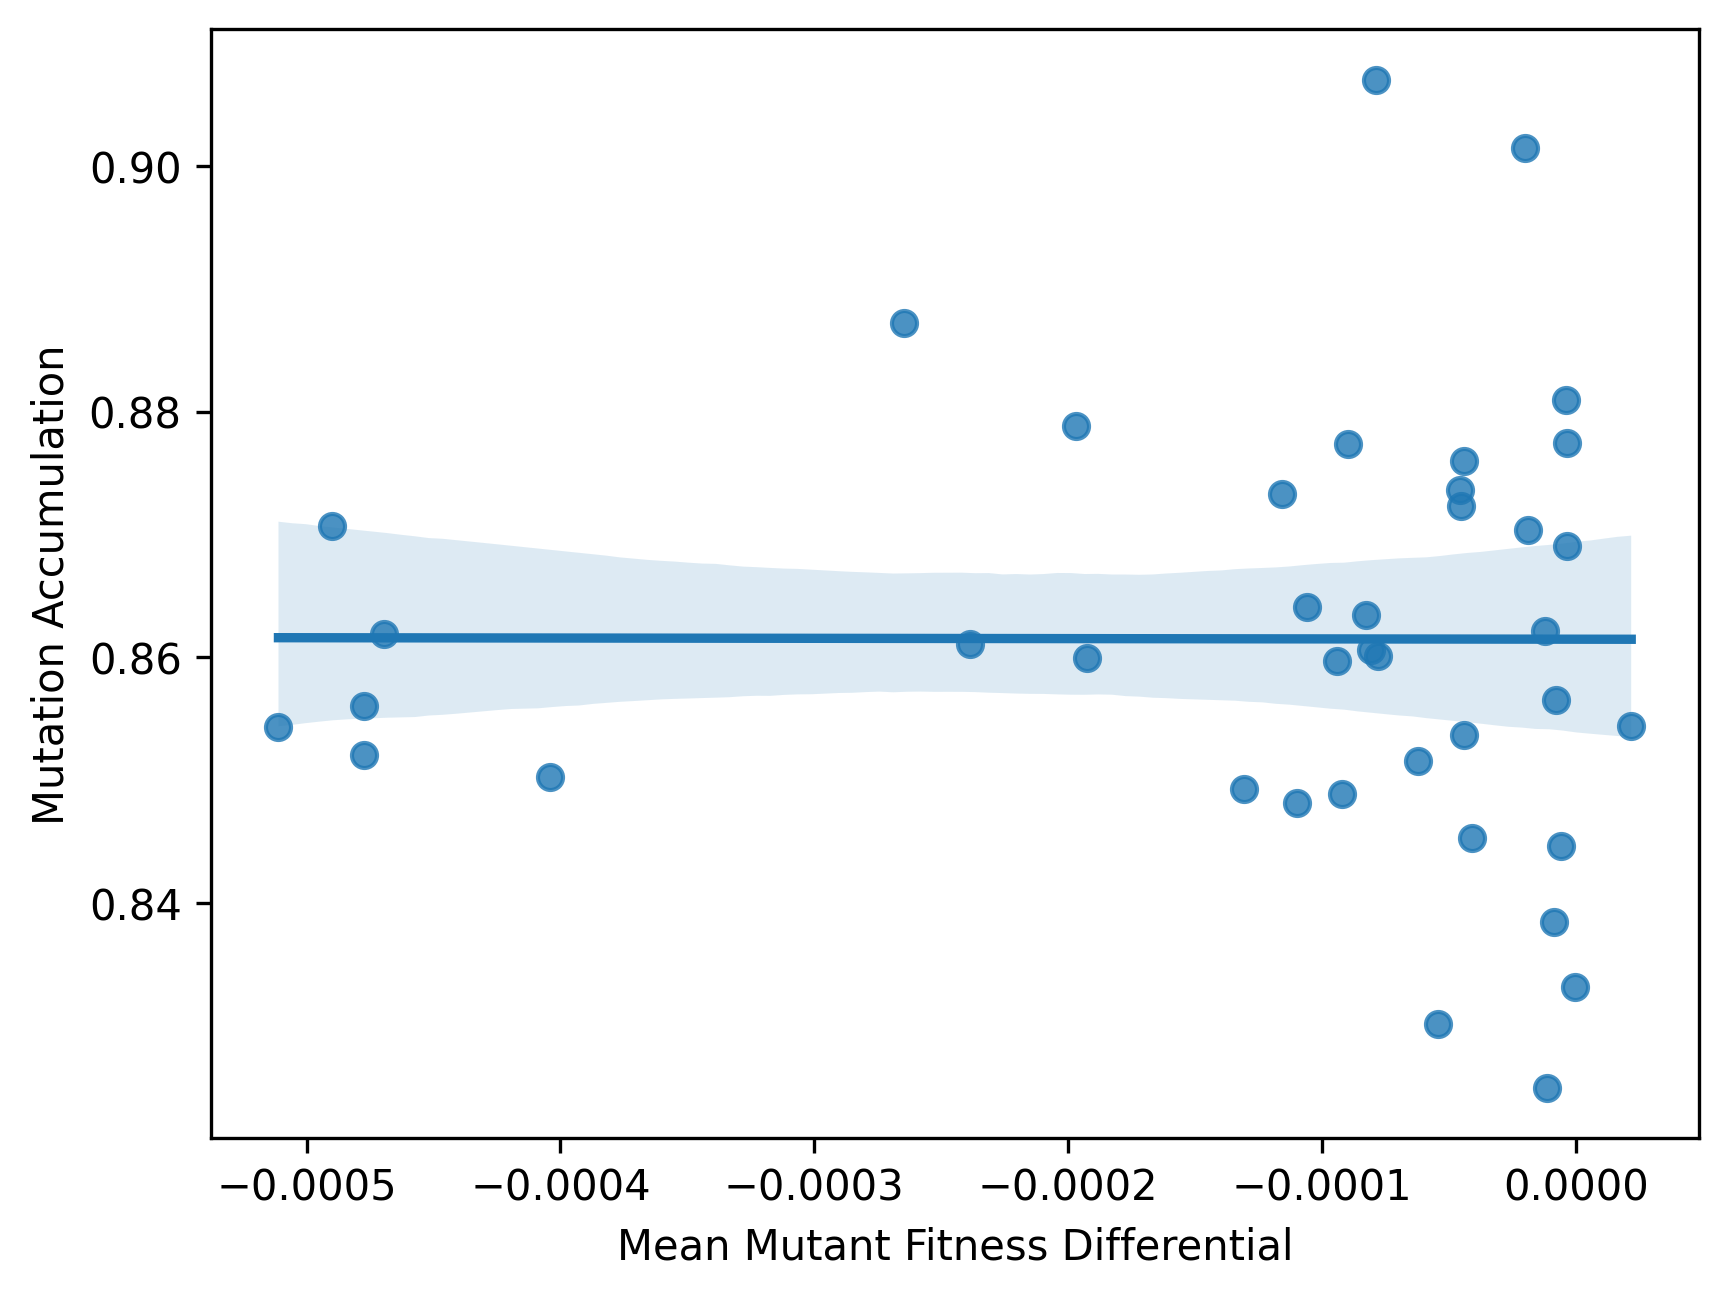 0.90
0.88
0.86
0.84
Mutation Accumulation
−0.0005 −0.0004 −0.0003 −0.0002 −0.0001 0.0000
Mean Mutant Fitness Differential